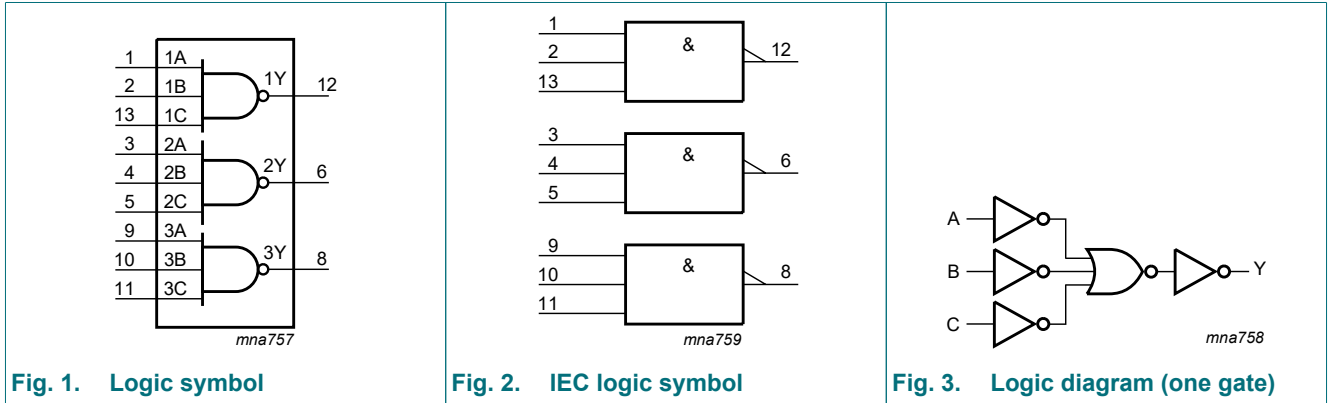 1 1A
2 1B 1Y 12
13 1C
3 2A
4 2B 2Y 6
5 2C
9 3A
10 3B 3Y 8
11 3C
mna757
Fig. 1. Logic symbol
1
2 & 12
13
3
4 & 6
5
9
10 & 8
11
mna759
Fig. 2. IEC logic symbol
A
B Y
C
mna758
Fig. 3. Logic diagram (one gate)